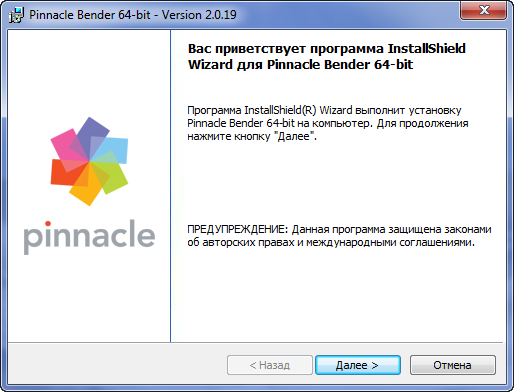 Pinnacle Bender 64-bit - Version 2.0.19
Вас приветствует программа InstallShield
Wizard для Pinnacle Bender 64-bit
Программа InstallShield(R) Wizard выполнит установку
Pinnacle Bender 64-bit на компьютер. Для продолжения
нажмите кнопку "Далее".
pinnacle
ПРЕДУПРЕЖДЕНИЕ: Данная программа защищена законами
об авторских правах и международными соглашениями.
< Назад
Далее >
Отмена